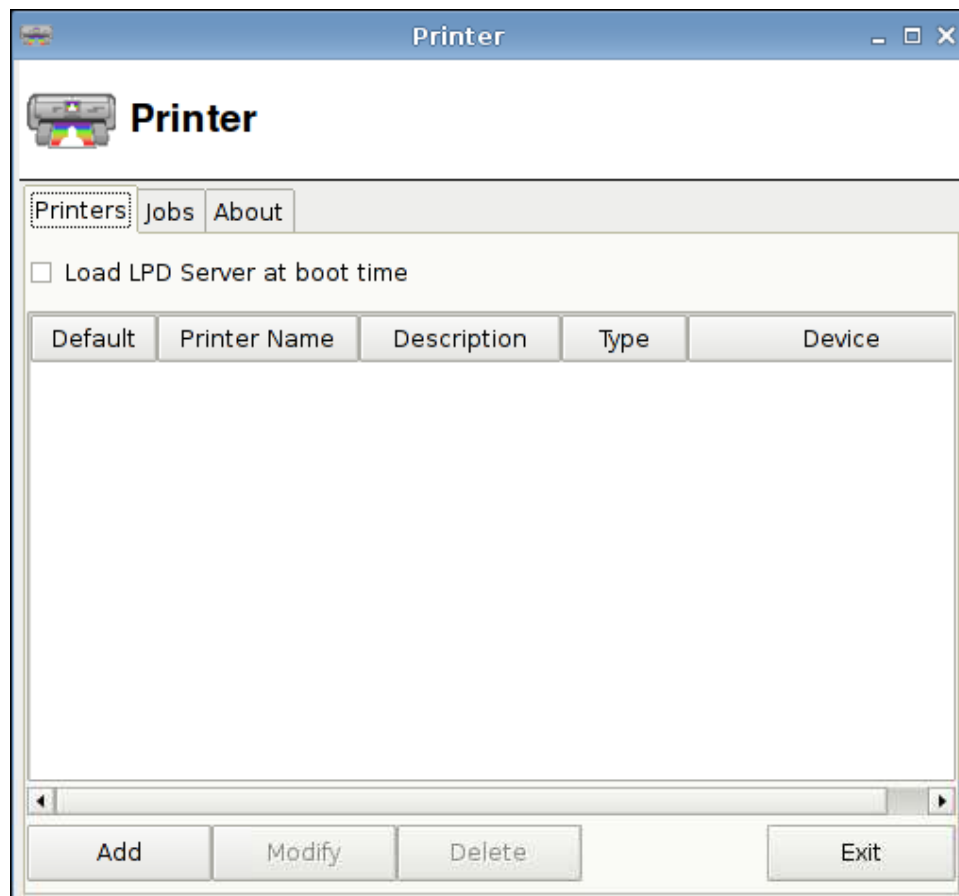 Printer
Printer
Printers Jobs About
Load LPD Server at boot time
Default Printer Name Description Type Device
Add Modify Delete Exit